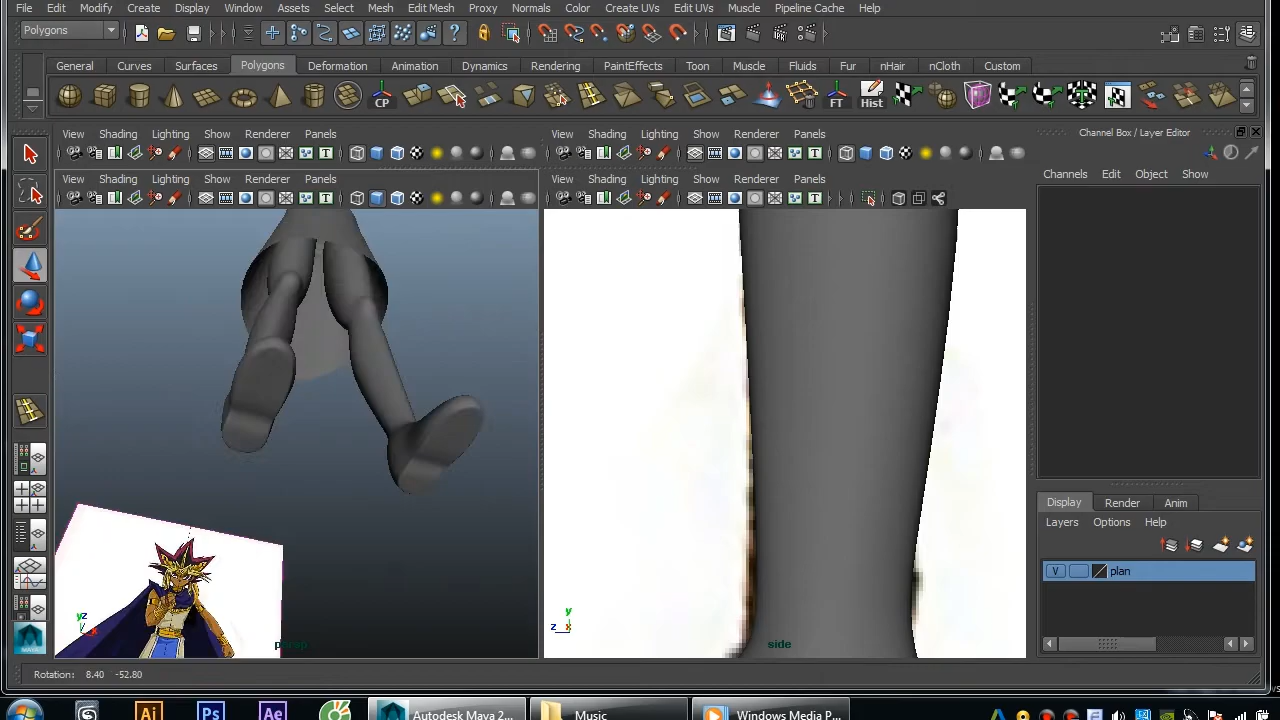 File Edit Modify Create Display Window Assets Select Mesh Edit Mesh Proxy Normals Color Create UVs Edit UVs Muscle Pipeline Cache Help
Polygons
General Curves Surfaces Polygons Deformation Animation Dynamics Rendering PaintEffects Toon Muscle Fluids Fur nHair nCloth Custom
CP FT Hist
View Shading Lighting Show Renderer Panels
View Shading Lighting Show Renderer Panels
Channel Box / Layer Editor
View Shading Lighting Show Renderer Panels
View Shading Lighting Show Renderer Panels
Channels Edit Object Show
Display Render Anim
Layers Options Help
V plan
persp
side
Rotation: 8.40 -52.80
Autodesk Maya 2...
Music
Windows Media P...